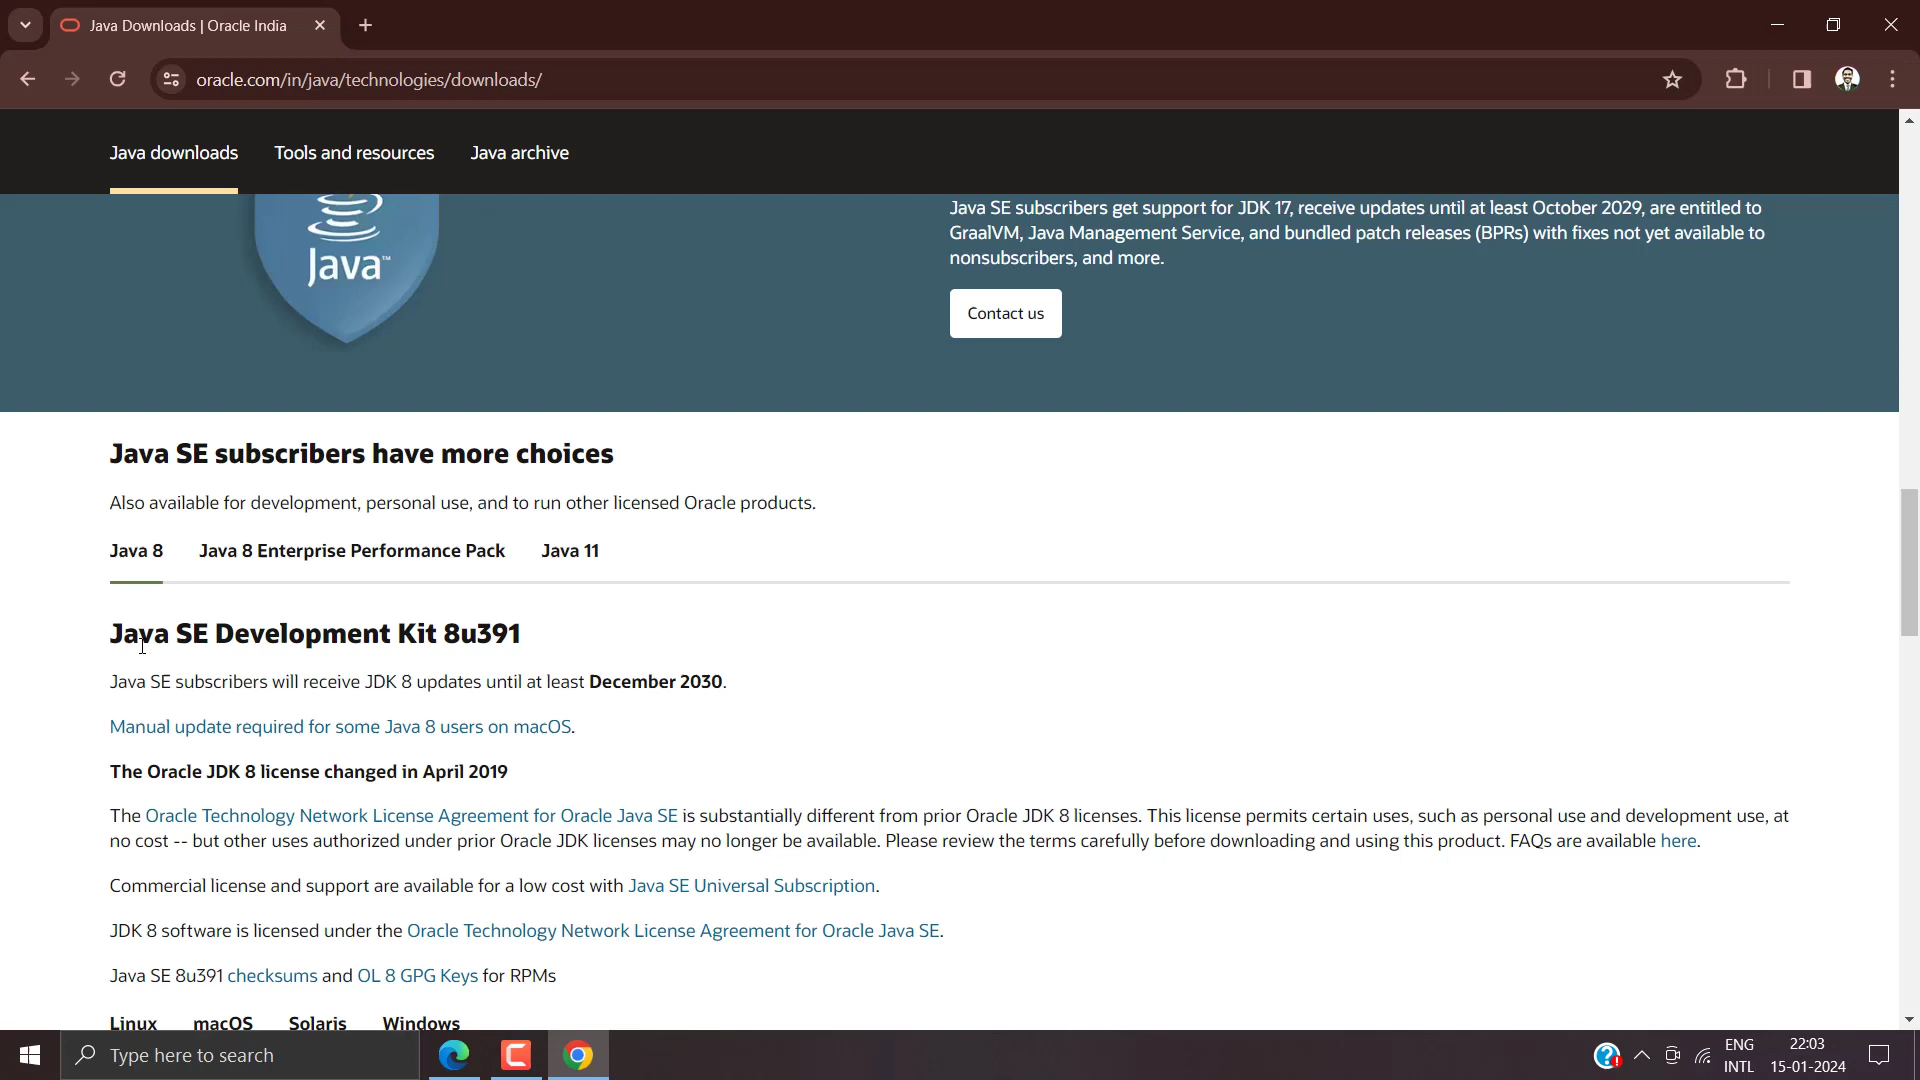 Java Downloads | Oracle India
oracle.com/in/java/technologies/downloads/
Java downloads Tools and resources Java archive
Java™
Java SE subscribers get support for JDK 17, receive updates until at least October 2029, are entitled to
GraalVM, Java Management Service, and bundled patch releases (BPRs) with fixes not yet available to
nonsubscribers, and more.
Contact us
Java SE subscribers have more choices
Also available for development, personal use, and to run other licensed Oracle products.
Java 8 Java 8 Enterprise Performance Pack Java 11
Java SE Development Kit 8u391
Java SE subscribers will receive JDK 8 updates until at least December 2030.
Manual update required for some Java 8 users on macOS.
The Oracle JDK 8 license changed in April 2019
The Oracle Technology Network License Agreement for Oracle Java SE is substantially different from prior Oracle JDK 8 licenses. This license permits certain uses, such as personal use and development use, at
no cost -- but other uses authorized under prior Oracle JDK licenses may no longer be available. Please review the terms carefully before downloading and using this product. FAQs are available here.
Commercial license and support are available for a low cost with Java SE Universal Subscription.
JDK 8 software is licensed under the Oracle Technology Network License Agreement for Oracle Java SE.
Java SE 8u391 checksums and OL 8 GPG Keys for RPMs
Linux macOS Solaris Windows
Type here to search
ENG
INTL
22:03
15-01-2024